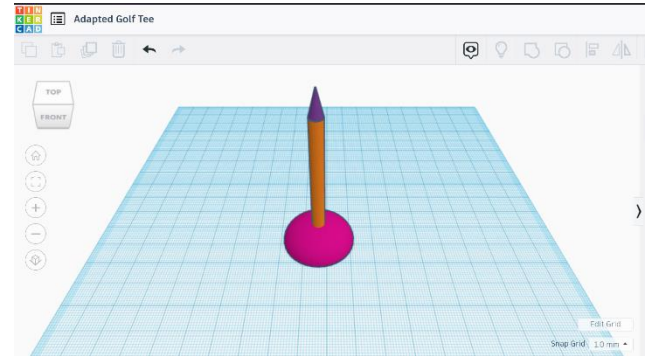 TIN
KER
CAD
Adapted Golf Tee
TOP
FRONT
Edit Grid
Snap Grid 1.0 mm